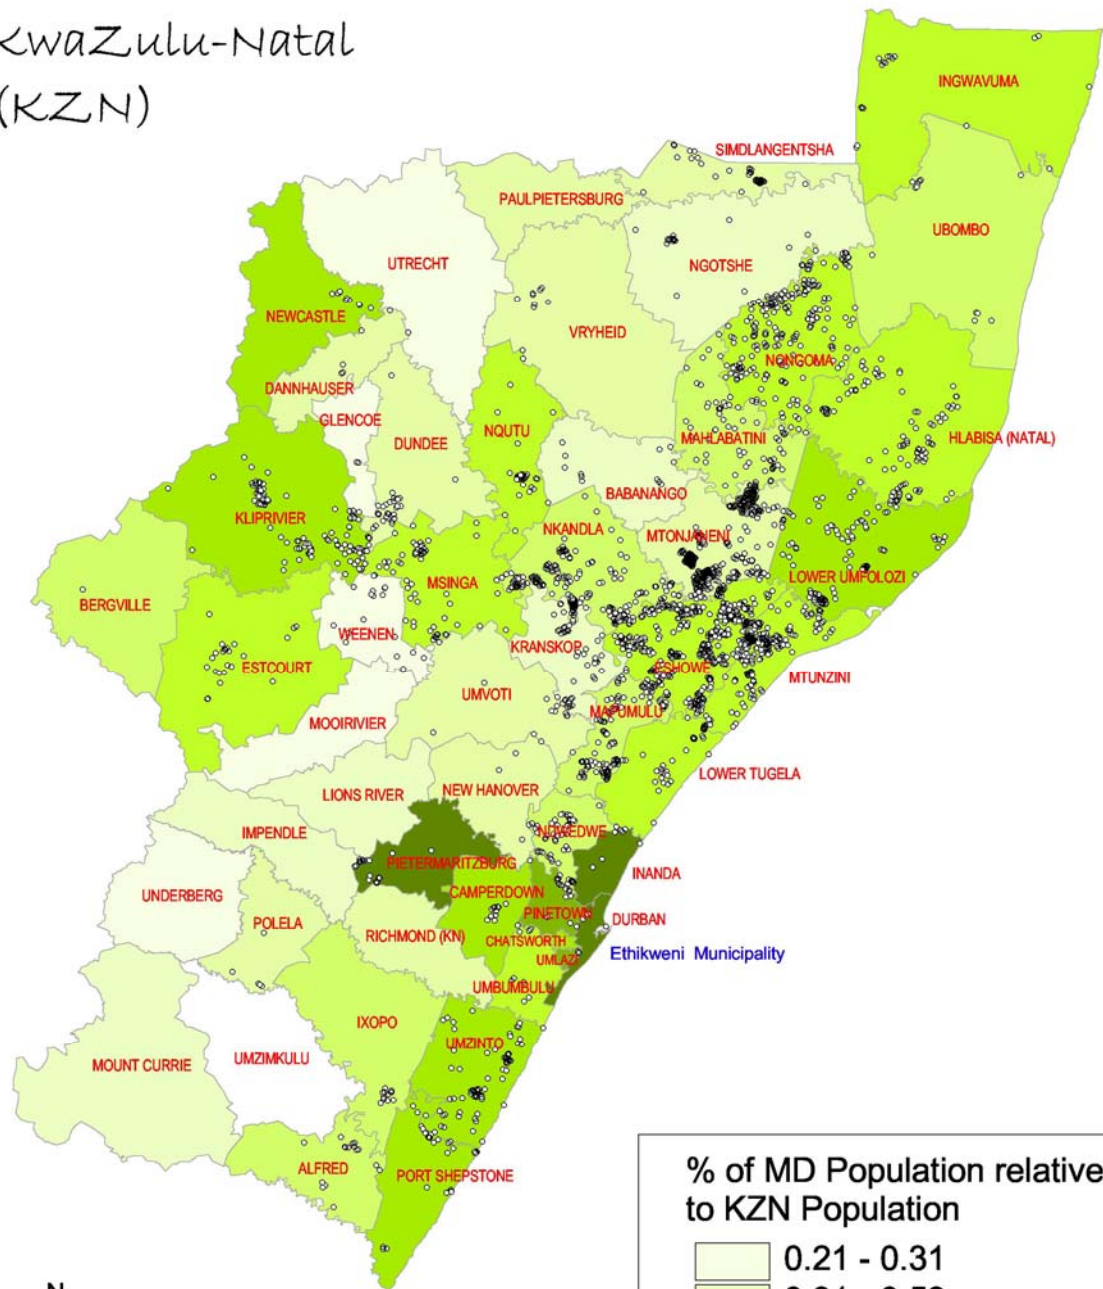 KwaZulu-Natal
(KZN)
INGWAVUMA
SIMDLANGENTSHA
PAULPIETERSBURG
UBOMBO
UTRECHT
NGOTSHE
NEWCASTLE
VRYHEID
NONGOMA
DANNHAUSER
GLENCOE
NQUTU
DUNDEE
MAHLABATINI
HLABISA (NATAL)
BABANANGO
KLIPRIVIER
NKANDLA
MTONJANENI
LOWER UMFOLOZI
MSINGA
BERGVILLE
WEENEN
KRANSKOP
ESTCOURT
ESHOWE
MTUNZINI
UMVOTI
MAPUMULU
MOOIRIVIER
LOWER TUGELA
LIONS RIVER
NEW HANOVER
IMPENDLE
NDWEDWE
PIETERMARITZBURG
INANDA
UNDERBERG
CAMPERDOWN
PINETOWN
DURBAN
POLELA
RICHMOND (KN)
CHATSWORTH
Ethikweni Municipality
UMLAZI
UMBUMBULU
IXOPO
UMZINTO
MOUNT CURRIE
UMZIMKULU
ALFRED
PORT SHEPSTONE
% of MD Population relative
to KZN Population
0.21 - 0.31